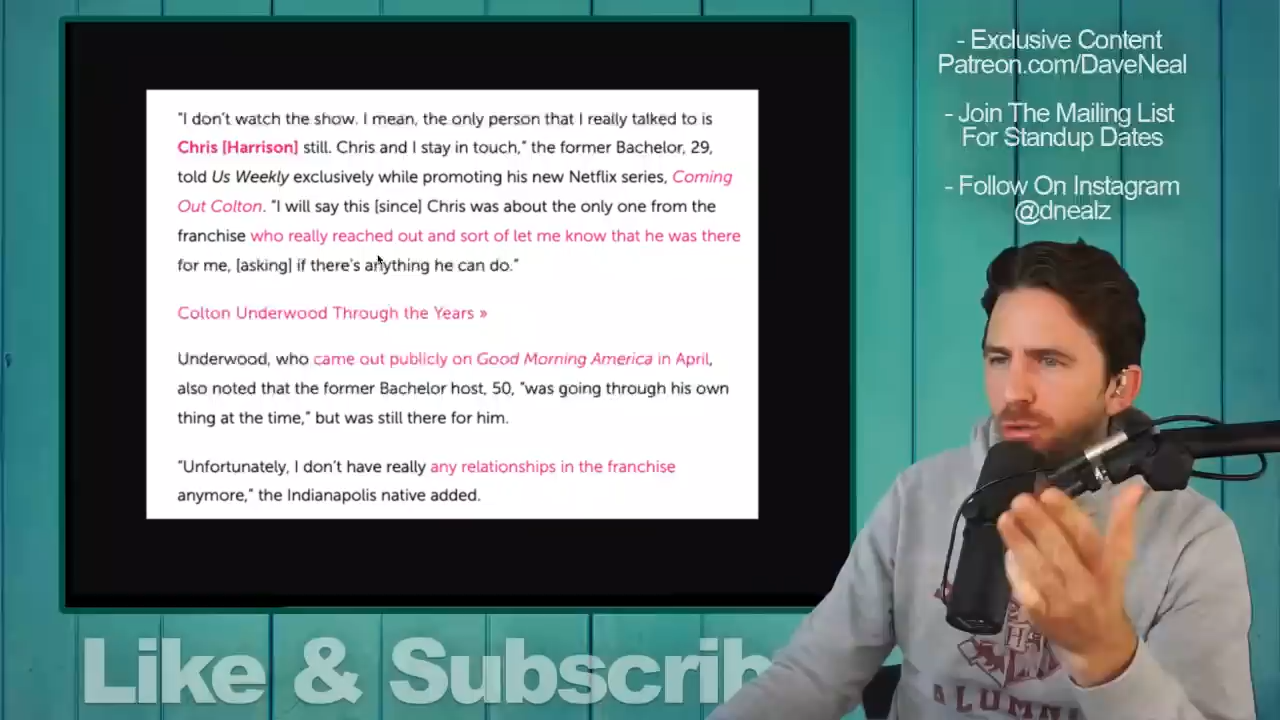 "I don't watch the show. I mean, the only person that I really talked to is
Chris [Harrison] still. Chris and I stay in touch," the former Bachelor, 29,
told Us Weekly exclusively while promoting his new Netflix series, Coming
Out Colton. "I will say this [since] Chris was about the only one from the
franchise who really reached out and sort of let me know that he was there
for me, [asking] if there's anything he can do."
Colton Underwood Through the Years »
Underwood, who came out publicly on Good Morning America in April,
also noted that the former Bachelor host, 50, "was going through his own
thing at the time," but was still there for him.
"Unfortunately, I don't have really any relationships in the franchise
anymore," the Indianapolis native added.
- Exclusive Content
Patreon.com/DaveNeal
- Join The Mailing List
For Standup Dates
- Follow On Instagram
@dnealz
Like & Subscrib
ALUMN